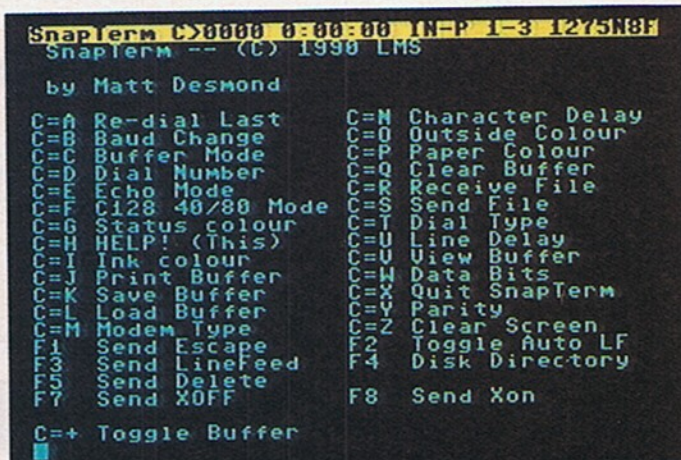 SnapTerm C>0000 0:00:00 IN-P 1-3 1275N8F
SnapTerm -- (C) 1990 LMS
by Matt Desmond
C=A Re-dial Last
C=B Baud Change
C=C Buffer Mode
C=D Dial Number
C=E Echo Mode
C=F C128 40/80 Mode
C=G Status colour
C=H HELP! (This)
C=I Ink colour
C=J Print Buffer
C=K Save Buffer
C=L Load Buffer
C=M Modem Type
F1 Send Escape
F3 Send LineFeed
F5 Send Delete
F7 Send XOFF
C=+ Toggle Buffer
C=N Character Delay
C=O Outside Colour
C=P Paper Colour
C=Q Clear Buffer
C=R Receive File
C=S Send File
C=T Dial Type
C=U Line Delay
C=V View Buffer
C=W Data Bits
C=X Quit SnapTerm
C=Y Parity
C=Z Clear Screen
F2 Toggle Auto LF
F4 Disk Directory
F8 Send Xon